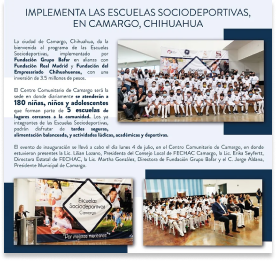 IMPLEMENTA LAS ESCUELAS SOCIODEPORTIVAS,
EN CAMARGO, CHIHUAHUA
La ciudad de Camargo, Chihuahua, da la
bienvenida al programa de las Escuelas
Sociodeportivas, implementado por
Fundación Grupo Bafar en alianza con
Fundación Real Madrid y Fundación del
Empresariado Chihuahuense, con una
inversión de 3.5 millones de pesos.
El Centro Comunitario de Camargo será la
sede en donde diariamente se atenderán a
180 niñas, niños y adolescentes
que forman parte de 5 escuelas de
lugares cercanos a la comunidad. Los ya
integrantes de las Escuelas Sociodeportivas,
podrán disfrutar de tardes seguras,
alimentación balanceada, y actividades lúdicas, académicas y deportivas.
El evento de inauguración se llevó a cabo el día lunes 4 de julio, en el Centro Comunitario de Camargo, en donde
estuvieron presentes la Lic. Lilian Lozano, Presidenta del Consejo Local de FECHAC Camargo, la Lic. Erika Seyffertz,
Directora Estatal de FECHAC, la Lic. Martha González, Directora de Fundación Grupo Bafar y el C. Jorge Aldana,
Presidente Municipal de Camargo.
Escuelas
Sociodeportivas
Camargo